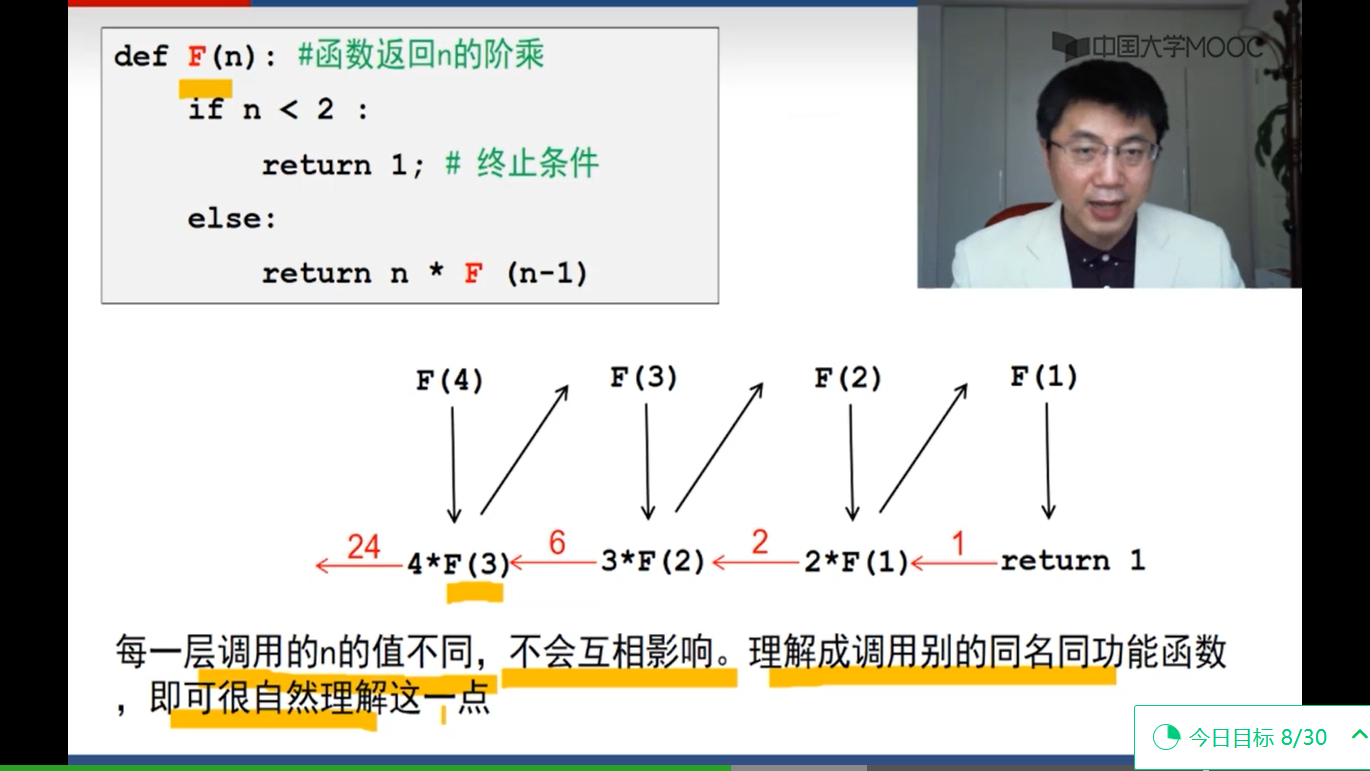 def F(n): #函数返回n的阶乘
if n < 2 :
return 1; # 终止条件
else:
return n * F (n-1)
中国大学MOOC
F(4) F(3) F(2) F(1)
24 4*F(3) 6 3*F(2) 2 2*F(1) 1 return 1
每一层调用的n的值不同，不会互相影响。理解成调用别的同名同功能函数
，即可很自然理解这一点
今日目标 8/30